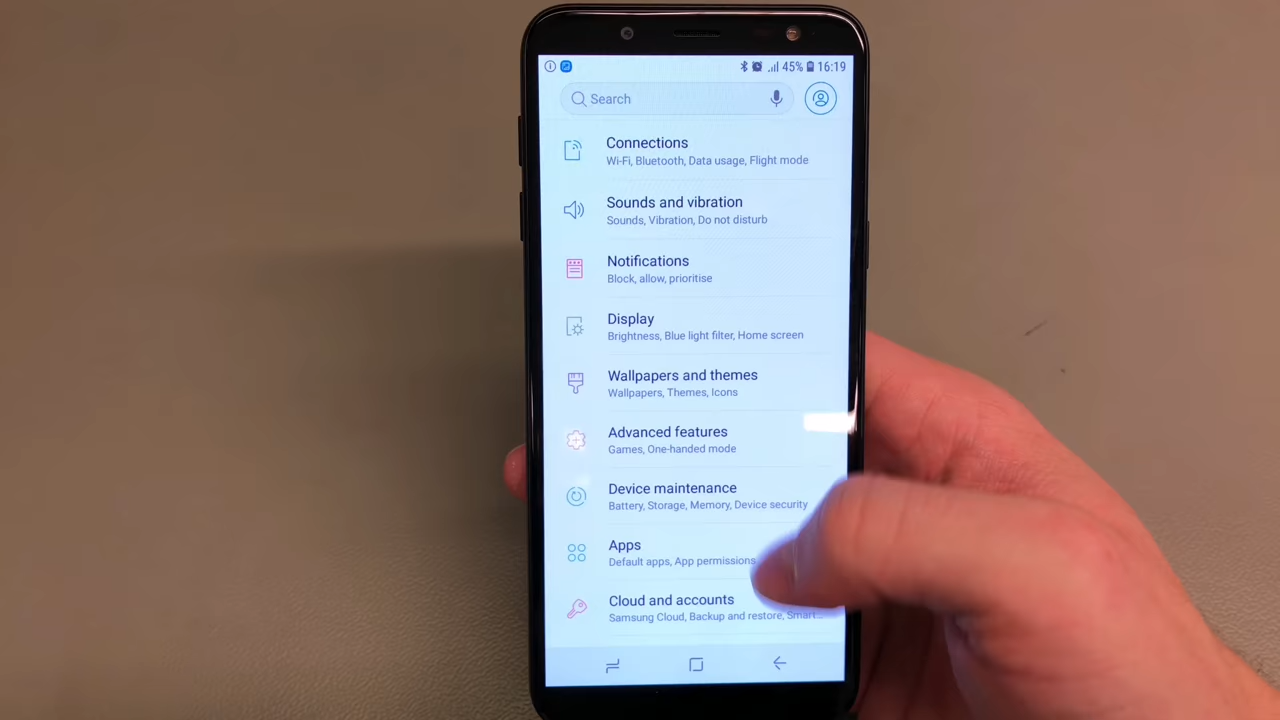 45% 16:19
Search
Connections
Wi-Fi, Bluetooth, Data usage, Flight mode
Sounds and vibration
Sounds, Vibration, Do not disturb
Notifications
Block, allow, prioritise
Display
Brightness, Blue light filter, Home screen
Wallpapers and themes
Wallpapers, Themes, Icons
Advanced features
Games, One-handed mode
Device maintenance
Battery, Storage, Memory, Device security
Apps
Default apps, App permissions
Cloud and accounts
Samsung Cloud, Backup and restore, Smart...